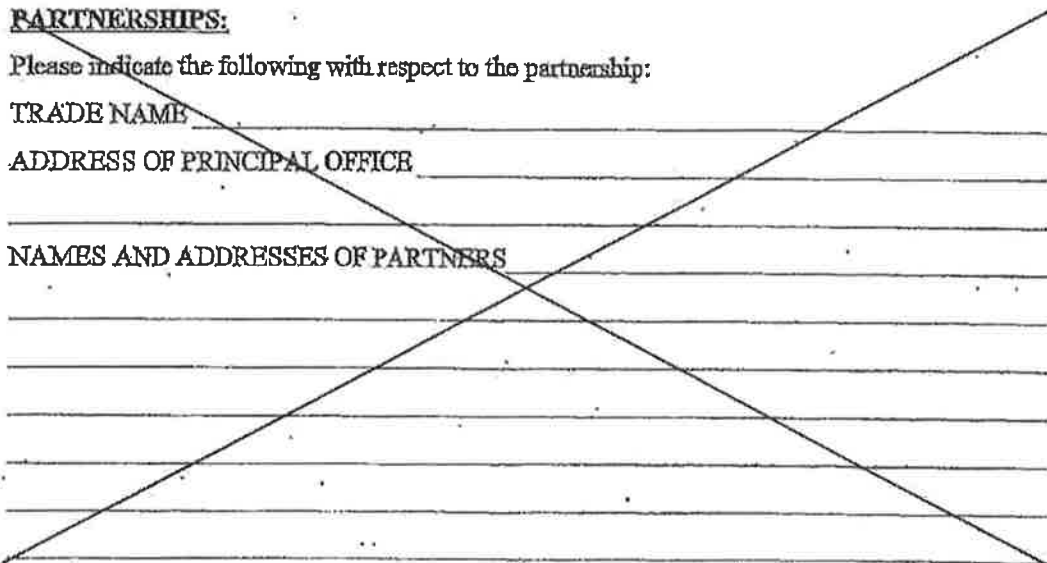 PARTNERSHIPS:
Please indicate the following with respect to the partnership:
TRADE NAME
ADDRESS OF PRINCIPAL OFFICE
NAMES AND ADDRESSES OF PARTNERS